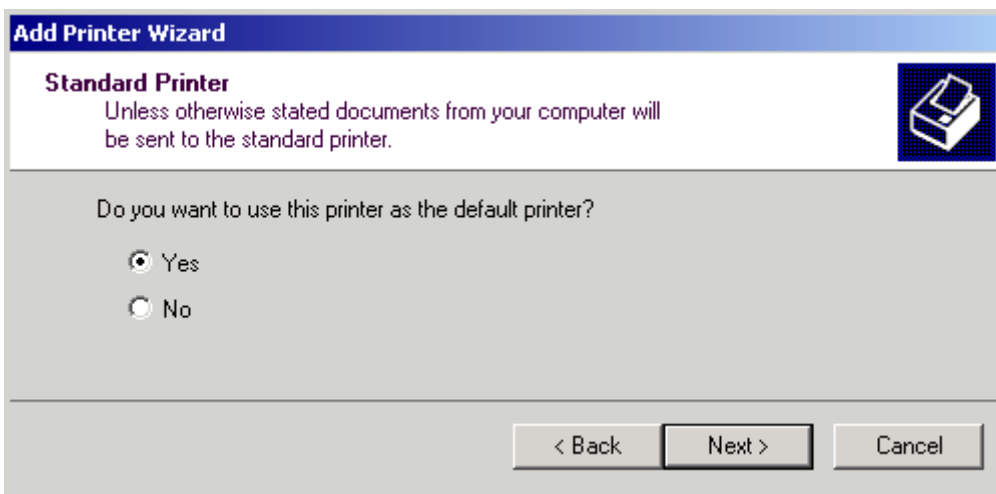 Add Printer Wizard
Standard Printer
Unless otherwise stated documents from your computer will
be sent to the standard printer.
Do you want to use this printer as the default printer?
Yes
No
< Back
Next >
Cancel